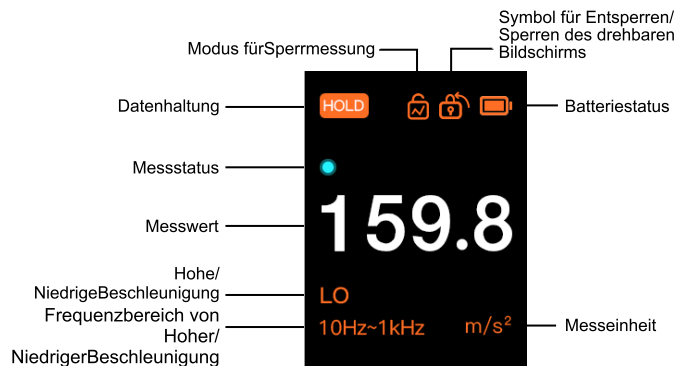 Symbol für Entsperren/
Sperren des drehbaren
Bildschirms
Modus fürSperrmessung
Datenhaltung
HOLD
Batteriestatus
Messstatus
Messwert
159.8
Hohe/
NiedrigeBeschleunigung
LO
Frequenzbereich von
Hoher/
NiedrigerBeschleunigung
10Hz~1kHz
m/s²
Messeinheit